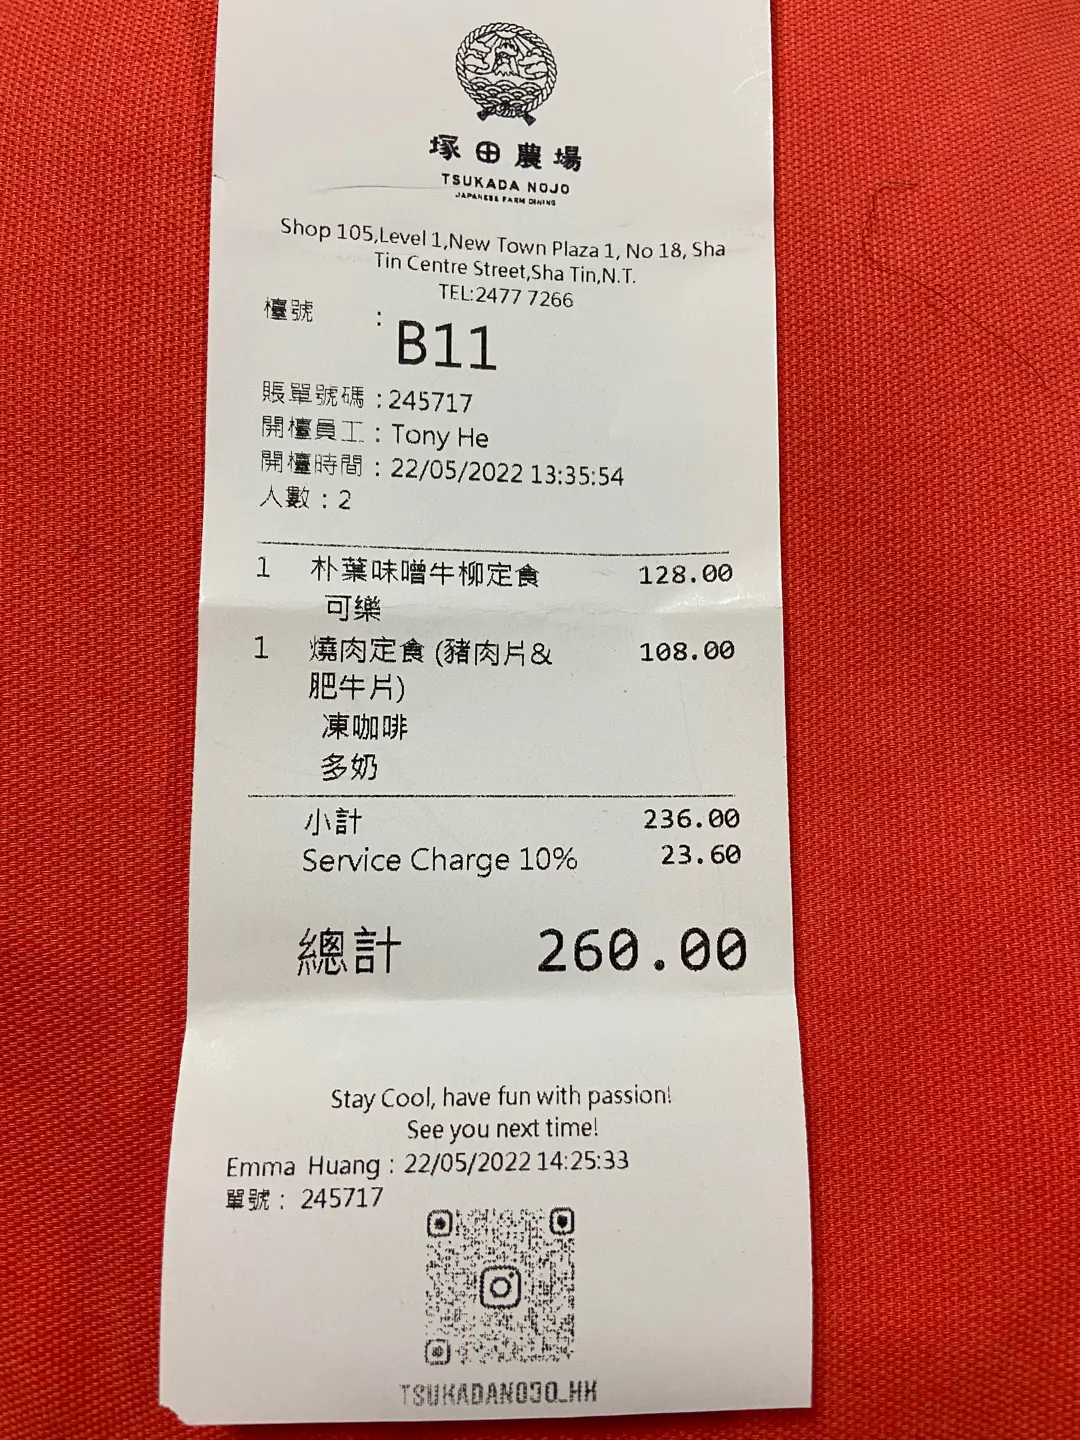 塚田農場
TSUKADA NOJO
JAPANESE FARM DINING
Shop 105,Level 1,New Town Plaza 1, No 18, Sha
Tin Centre Street,Sha Tin,N.T.
TEL:2477 7266
檯號 : B11
賬單號碼 : 245717
開檯員工 : Tony He
開檯時間 : 22/05/2022 13:35:54
人數 : 2
1 朴葉味噌牛柳定食 128.00
可樂
1 燒肉定食 (豬肉片& 108.00
肥牛片)
凍咖啡
多奶
小計 236.00
Service Charge 10% 23.60
總計 260.00
Stay Cool, have fun with passion!
See you next time!
Emma Huang : 22/05/2022 14:25:33
單號 : 245717
TSUKADANOJO_HK